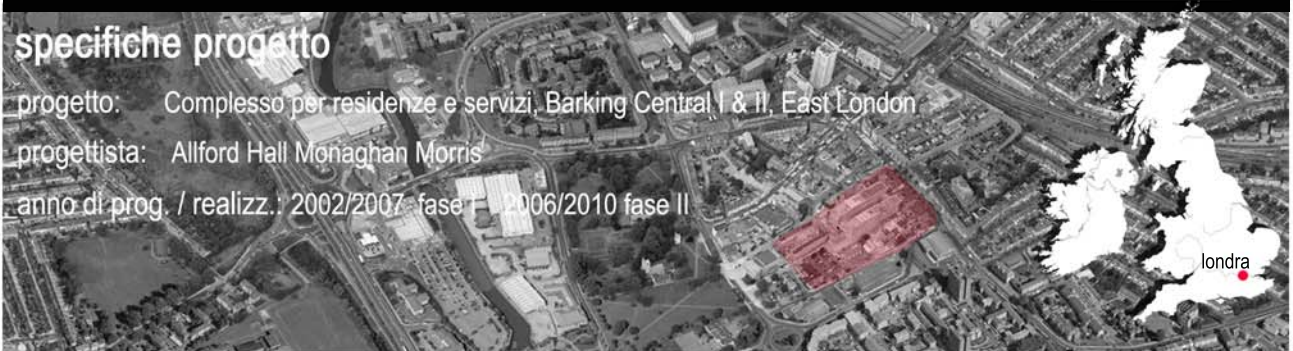 specifiche progetto
progetto: Complesso per residenze e servizi, Barking Central I & II, East London
progettista: Allford Hall Monaghan Morris
anno di prog. / realizz.: 2002/2007 fase I 2006/2010 fase II
londra